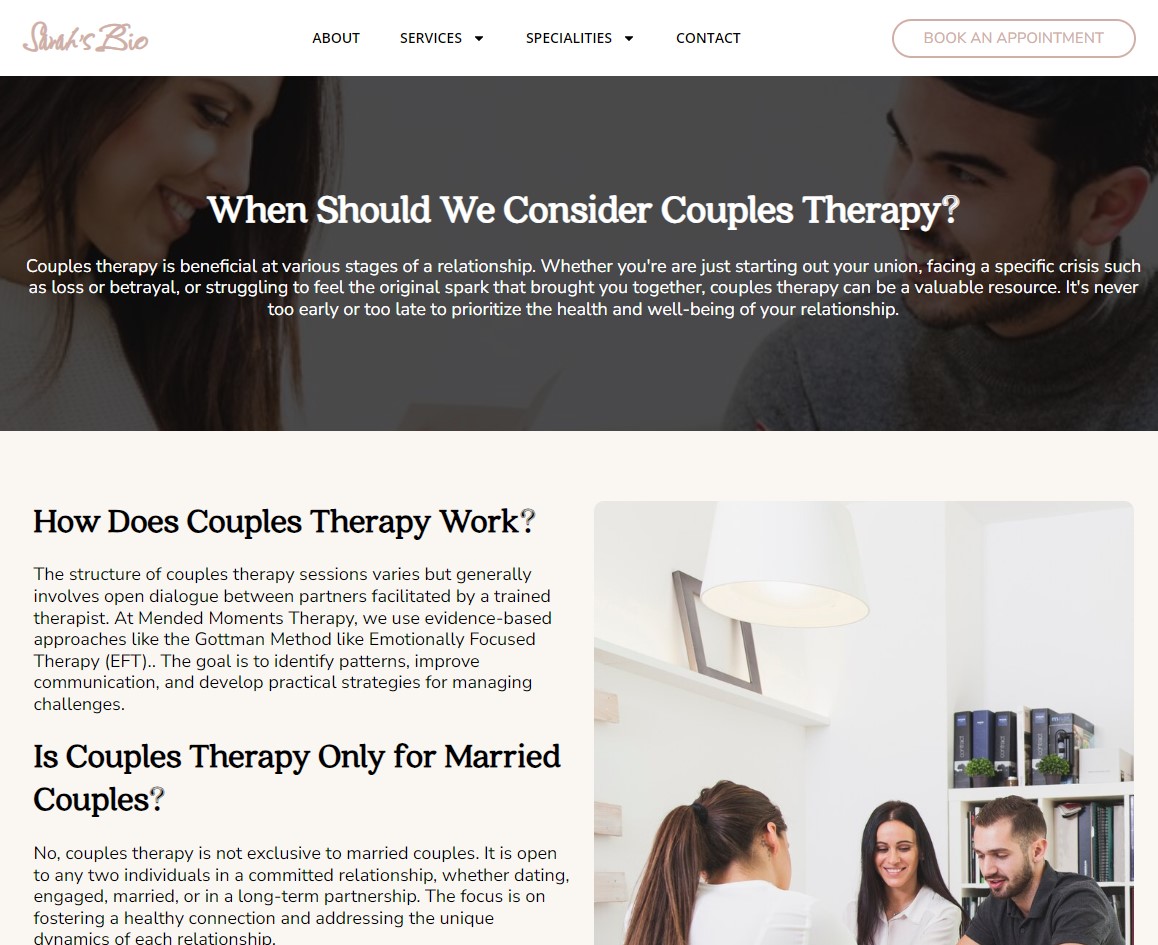 Sarah's Bio
ABOUT
SERVICES
SPECIALITIES
CONTACT
BOOK AN APPOINTMENT
When Should We Consider Couples Therapy?
Couples therapy is beneficial at various stages of a relationship. Whether you're are just starting out your union, facing a specific crisis such
as loss or betrayal, or struggling to feel the original spark that brought you together, couples therapy can be a valuable resource. It's never
too early or too late to prioritize the health and well-being of your relationship.
How Does Couples Therapy Work?
The structure of couples therapy sessions varies but generally
involves open dialogue between partners facilitated by a trained
therapist. At Mended Moments Therapy, we use evidence-based
approaches like the Gottman Method like Emotionally Focused
Therapy (EFT).. The goal is to identify patterns, improve
communication, and develop practical strategies for managing
challenges.
Is Couples Therapy Only for Married
Couples?
No, couples therapy is not exclusive to married couples. It is open
to any two individuals in a committed relationship, whether dating,
engaged, married, or in a long-term partnership. The focus is on
fostering a healthy connection and addressing the unique
dynamics of each relationship.